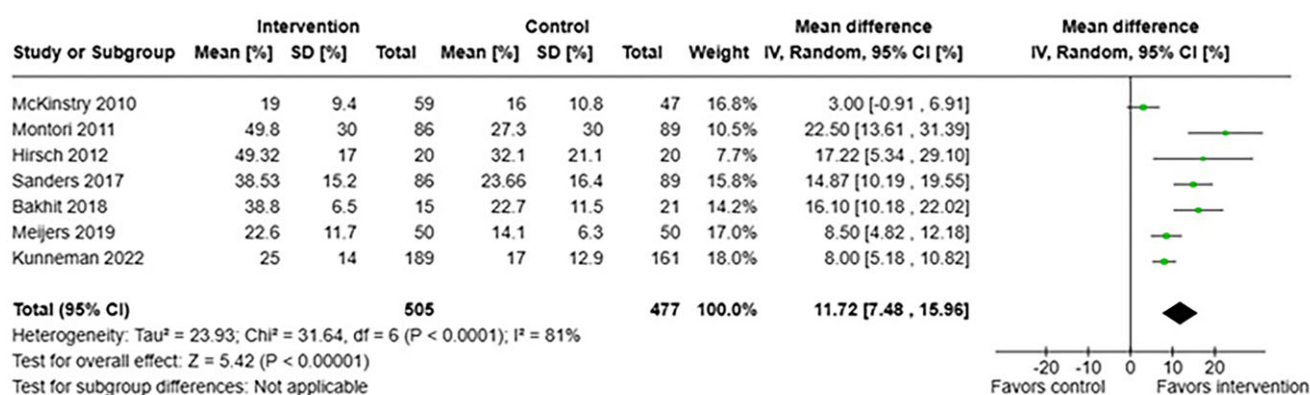 Intervention Control Mean difference Mean difference
Study or Subgroup Mean [%] SD [%] Total Mean [%] SD [%] Total Weight IV, Random, 95% CI [%] IV, Random, 95% CI [%]
McKinstry 2010 19 9.4 59 16 10.8 47 16.8% 3.00 [-0.91 , 6.91]
Montori 2011 49.8 30 86 27.3 30 89 10.5% 22.50 [13.61 , 31.39]
Hirsch 2012 49.32 17 20 32.1 21.1 20 7.7% 17.22 [5.34 , 29.10]
Sanders 2017 38.53 15.2 86 23.66 16.4 89 15.8% 14.87 [10.19 , 19.55]
Bakhit 2018 38.8 6.5 15 22.7 11.5 21 14.2% 16.10 [10.18 , 22.02]
Meijers 2019 22.6 11.7 50 14.1 6.3 50 17.0% 8.50 [4.82 , 12.18]
Kunneman 2022 25 14 189 17 12.9 161 18.0% 8.00 [5.18 , 10.82]
Total (95% CI) 505 477 100.0% 11.72 [7.48 , 15.96]
Heterogeneity: Tau² = 23.93; Chi² = 31.64, df = 6 (P < 0.0001); I² = 81%
Test for overall effect: Z = 5.42 (P < 0.00001)
Test for subgroup differences: Not applicable
-20 -10 0 10 20
Favors control Favors intervention